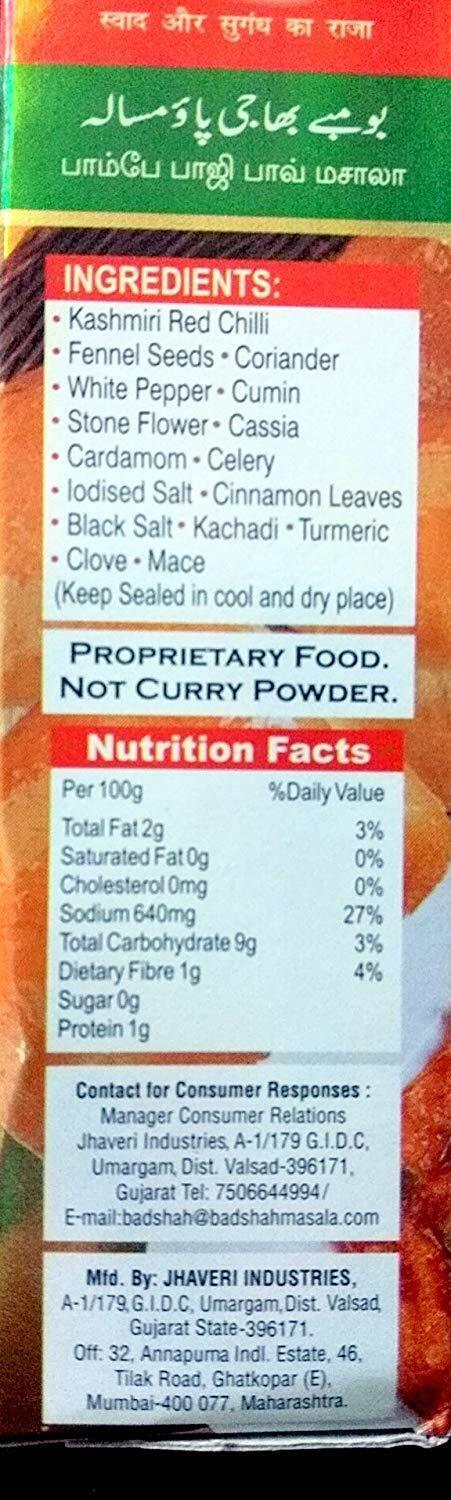 स्वाद और सुगंध का राजा
بومبے بھاجی پاؤ مسالہ
பாம்பே பாஜி பாவ் மசாலா
INGREDIENTS:
• Kashmiri Red Chilli
• Fennel Seeds • Coriander
• White Pepper • Cumin
• Stone Flower • Cassia
• Cardamom • Celery
• Iodised Salt • Cinnamon Leaves
• Black Salt • Kachadi • Turmeric
• Clove • Mace
(Keep Sealed in cool and dry place)
PROPRIETARY FOOD.
NOT CURRY POWDER.
Nutrition Facts
Per 100g %Daily Value
Total Fat 2g 3%
Saturated Fat 0g 0%
Cholesterol 0mg 0%
Sodium 640mg 27%
Total Carbohydrate 9g 3%
Dietary Fibre 1g 4%
Sugar 0g
Protein 1g
Contact for Consumer Responses :
Manager Consumer Relations
Jhaveri Industries, A-1/179 G.I.D.C,
Umargam, Dist. Valsad-396171,
Gujarat Tel: 7506644994/
E-mail:badshah@badshahmasala.com
Mfd. By: JHAVERI INDUSTRIES,
A-1/179, G.I.D.C, Umargam, Dist. Valsad,
Gujarat State-396171.
Off: 32, Annapurna Indl. Estate, 46,
Tilak Road, Ghatkopar (E),
Mumbai-400 077, Maharashtra.